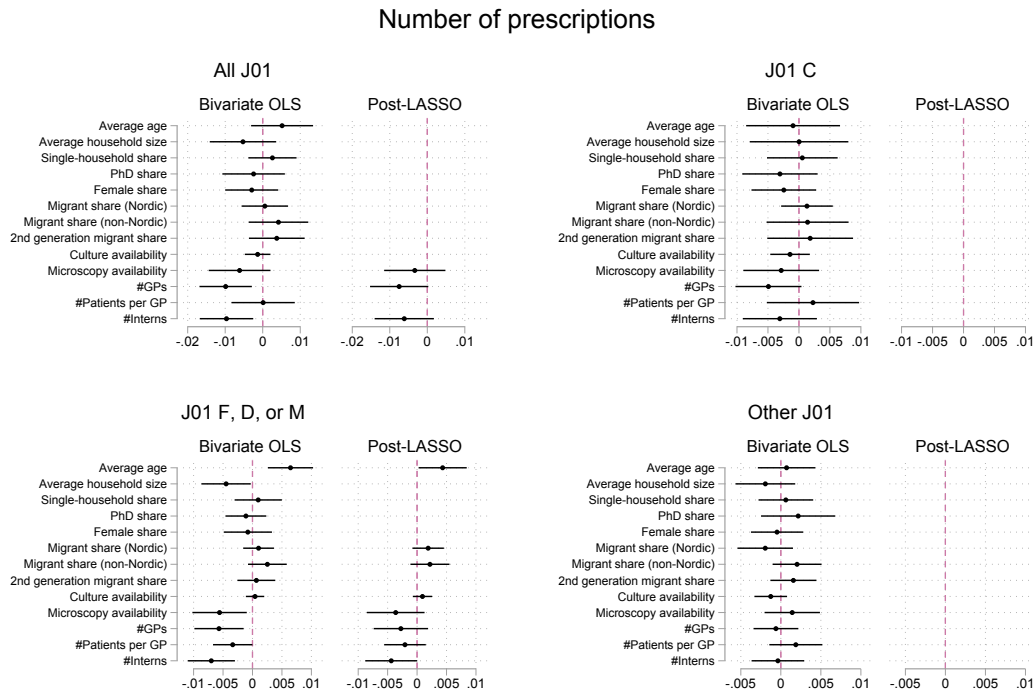 Number of prescriptions
All J01
Bivariate OLS Post-LASSO
Average age
Average household size
Single-household share
PhD share
Female share
Migrant share (Nordic)
Migrant share (non-Nordic)
2nd generation migrant share
Culture availability
Microscopy availability
#GPs
#Patients per GP
#Interns
-.02 -.01 0 .01 -.02 -.01 0 .01
J01 C
Bivariate OLS Post-LASSO
Average age
Average household size
Single-household share
PhD share
Female share
Migrant share (Nordic)
Migrant share (non-Nordic)
2nd generation migrant share
Culture availability
Microscopy availability
#GPs
#Patients per GP
#Interns
-.01 -.005 0 .005 .01 -.01 -.005 0 .005 .01
J01 F, D, or M
Bivariate OLS Post-LASSO
Average age
Average household size
Single-household share
PhD share
Female share
Migrant share (Nordic)
Migrant share (non-Nordic)
2nd generation migrant share
Culture availability
Microscopy availability
#GPs
#Patients per GP
#Interns
-.01 -.005 0 .005 .01 -.01 -.005 0 .005 .01
Other J01
Bivariate OLS Post-LASSO
Average age
Average household size
Single-household share
PhD share
Female share
Migrant share (Nordic)
Migrant share (non-Nordic)
2nd generation migrant share
Culture availability
Microscopy availability
#GPs
#Patients per GP
#Interns
-.005 0 .005 .01 -.005 0 .005 .01